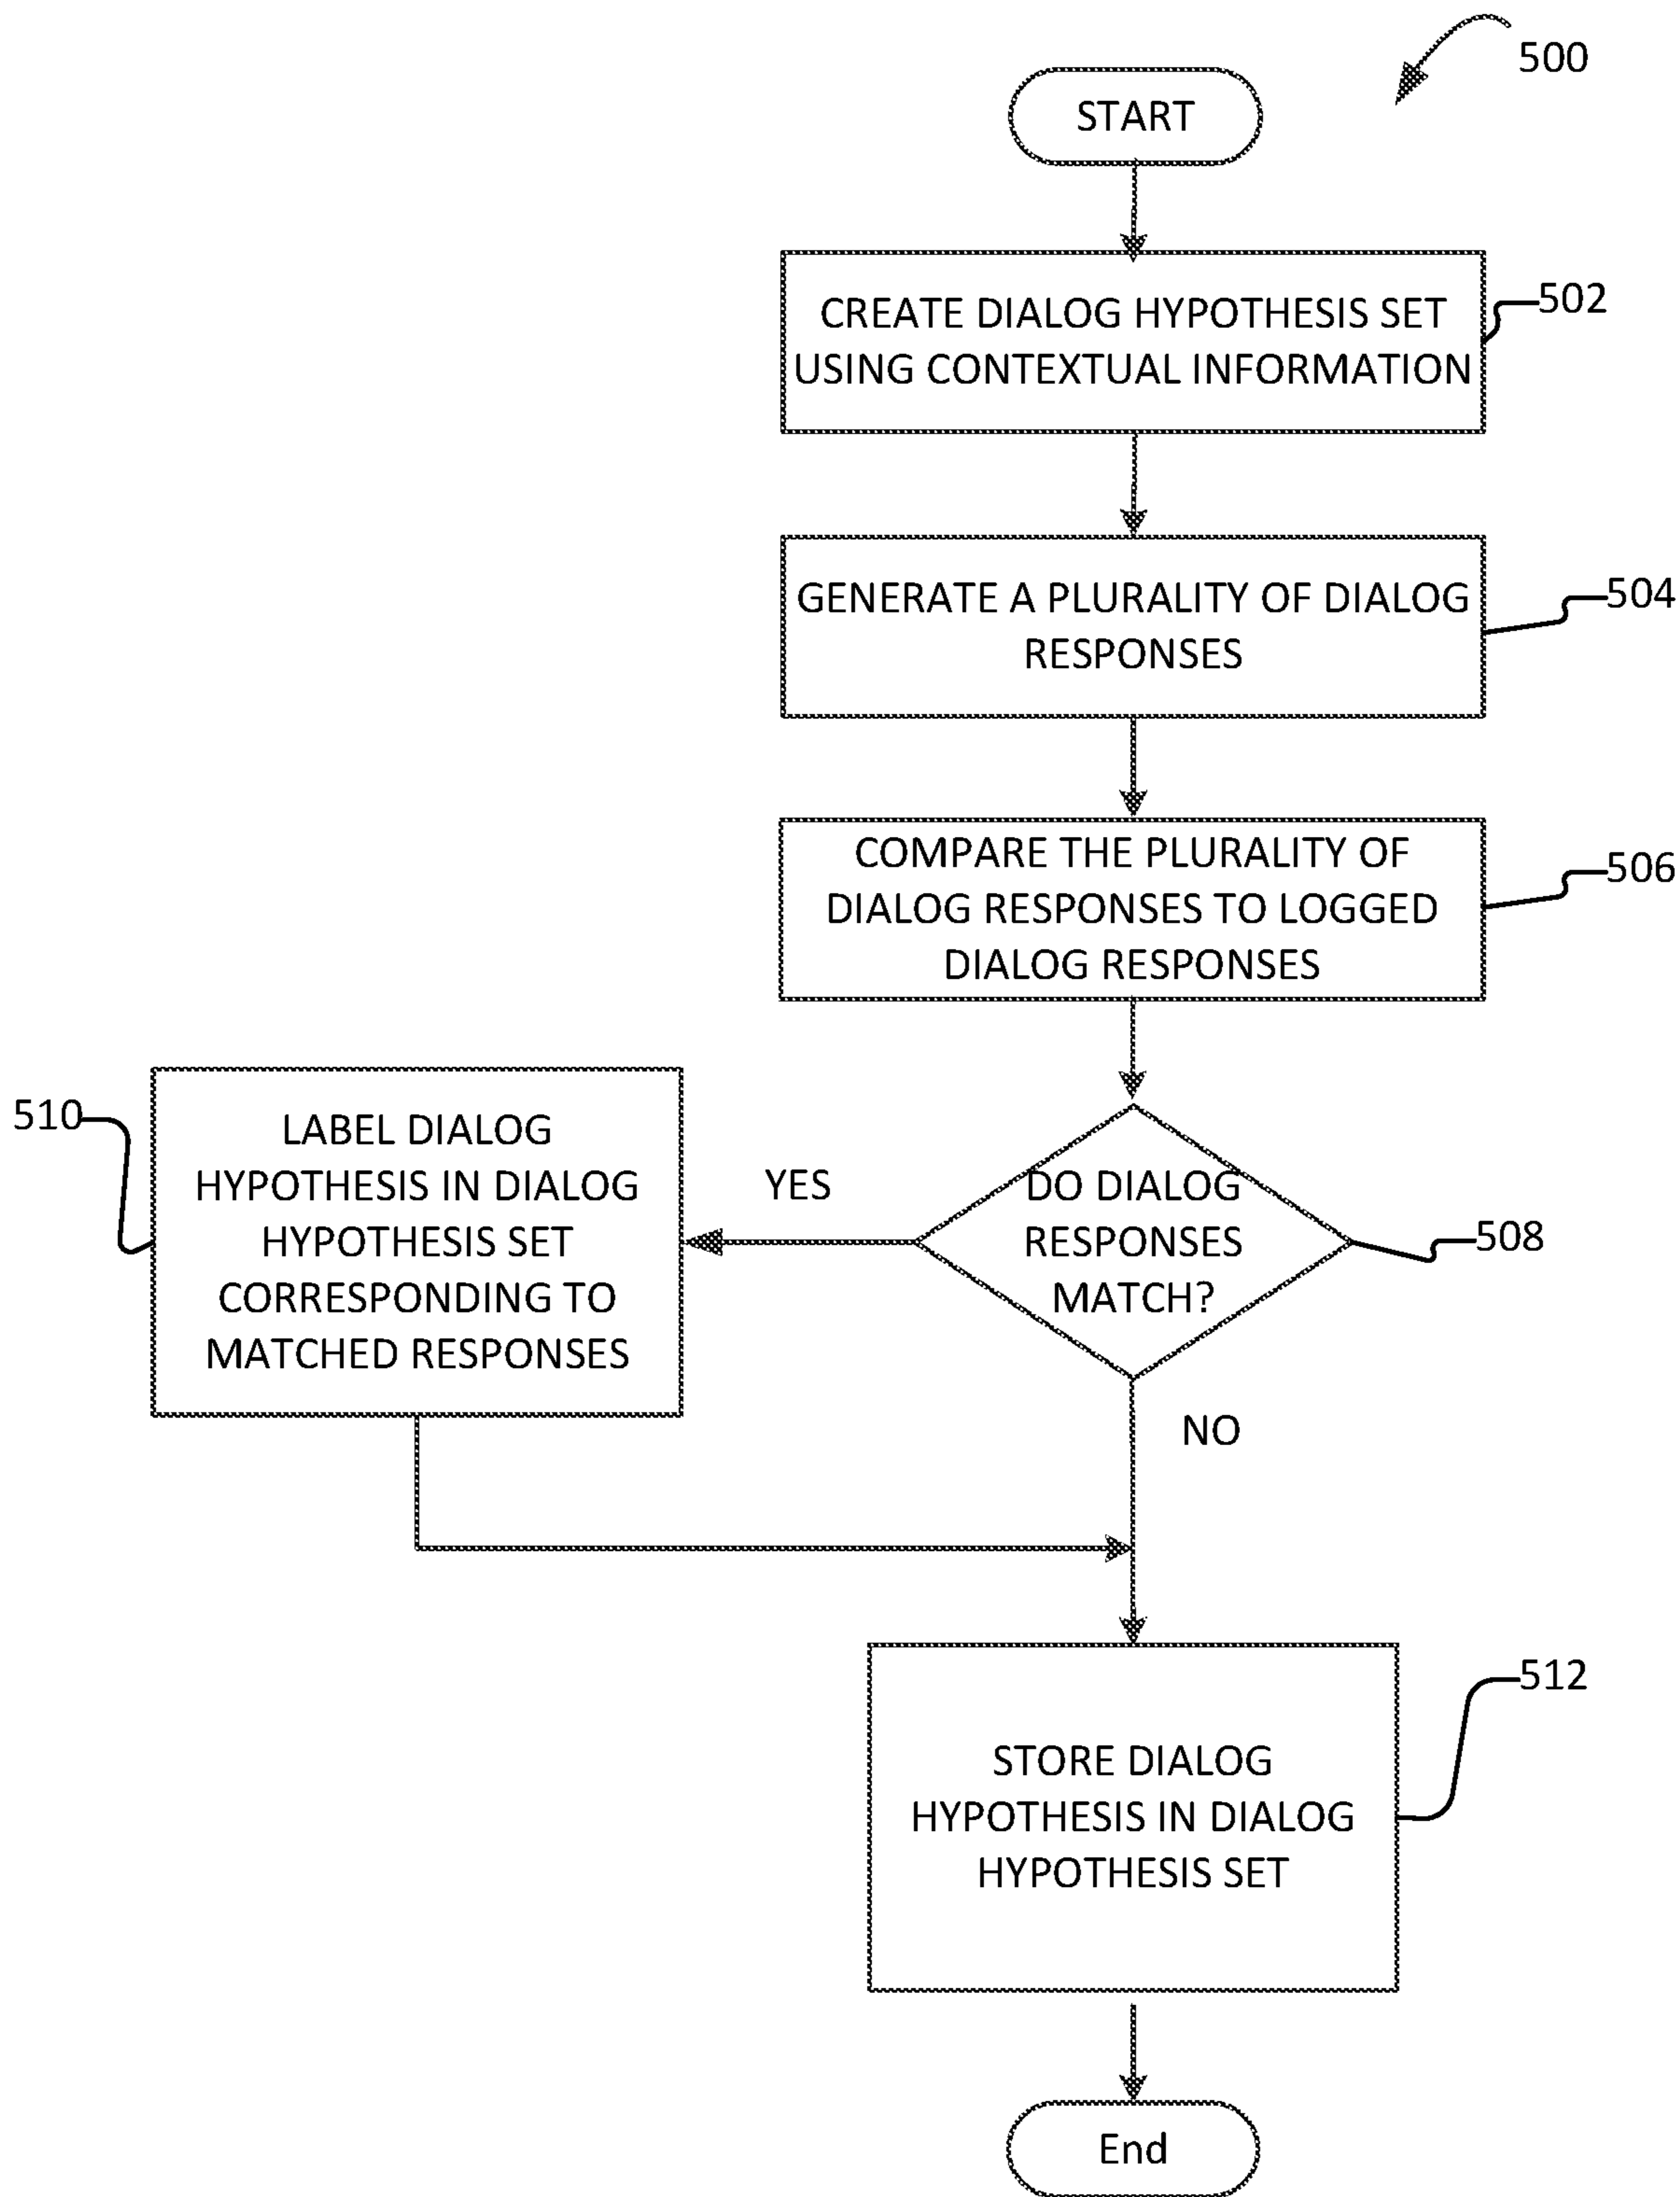 500
START
CREATE DIALOG HYPOTHESIS SET
USING CONTEXTUAL INFORMATION
502
GENERATE A PLURALITY OF DIALOG
RESPONSES
504
COMPARE THE PLURALITY OF
DIALOG RESPONSES TO LOGGED
DIALOG RESPONSES
506
DO DIALOG
RESPONSES
MATCH?
508
YES
510
LABEL DIALOG
HYPOTHESIS IN DIALOG
HYPOTHESIS SET
CORRESPONDING TO
MATCHED RESPONSES
NO
STORE DIALOG
HYPOTHESIS IN DIALOG
HYPOTHESIS SET
512
End